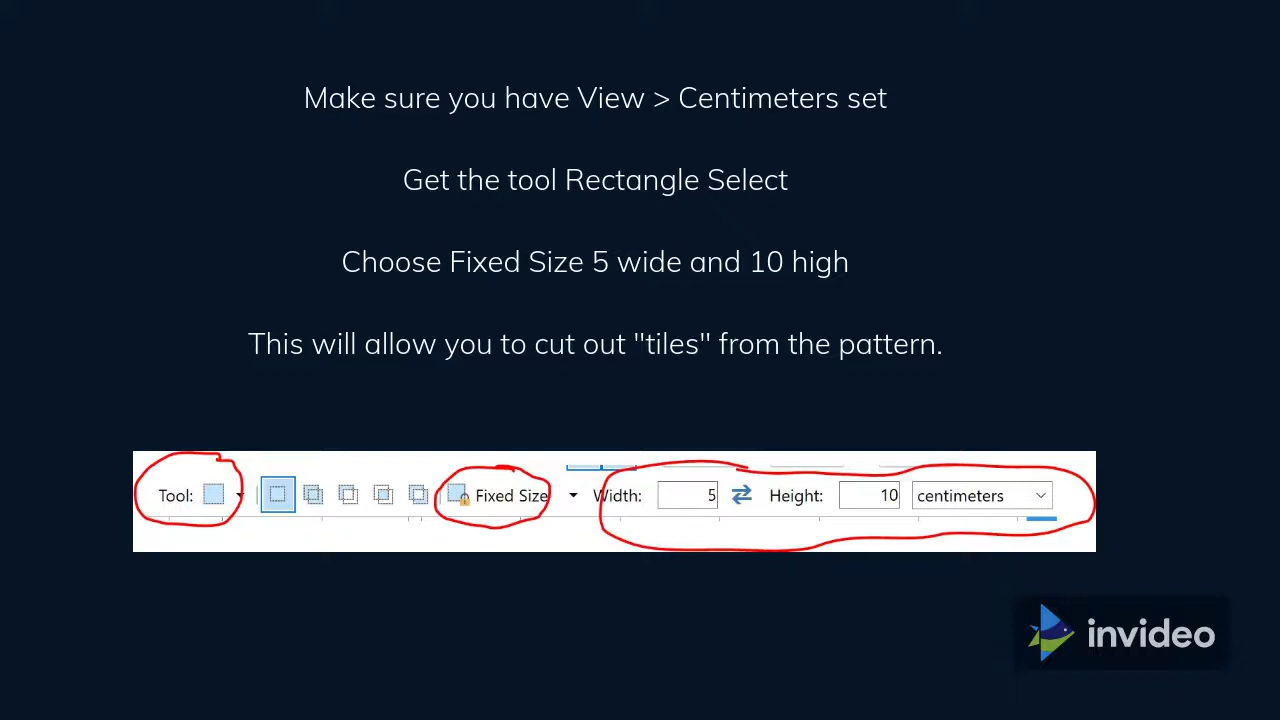 Make sure you have View > Centimeters set
Get the tool Rectangle Select
Choose Fixed Size 5 wide and 10 high
This will allow you to cut out "tiles" from the pattern.
Tool: Fixed Size Width: 5 Height: 10 centimeters
invideo